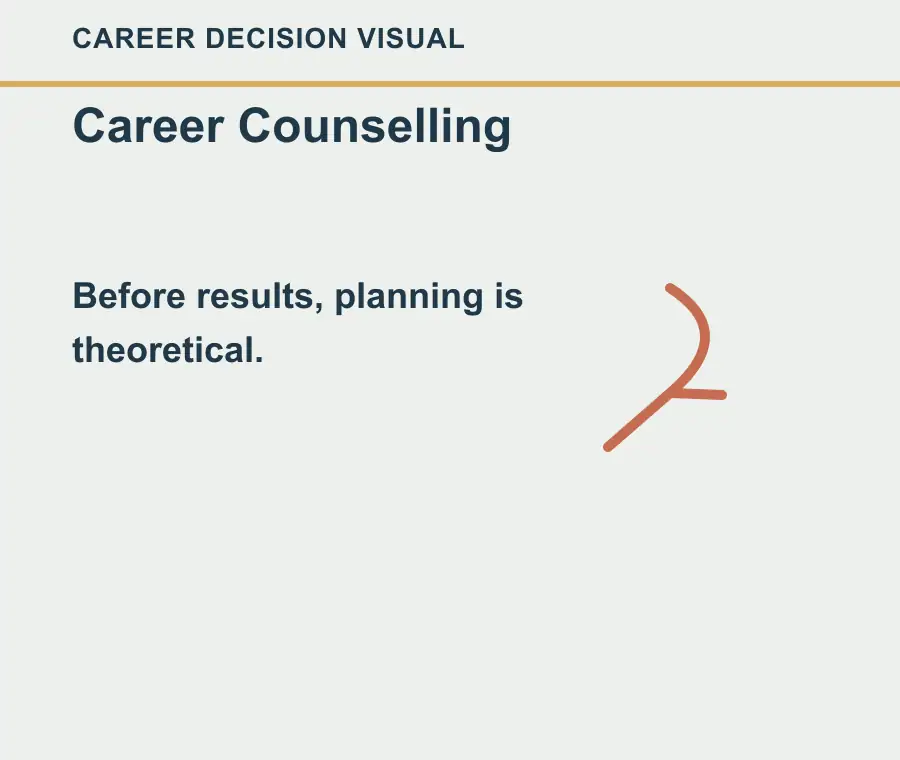 CAREER DECISION VISUAL
Career Counselling
Before results, planning is
theoretical.